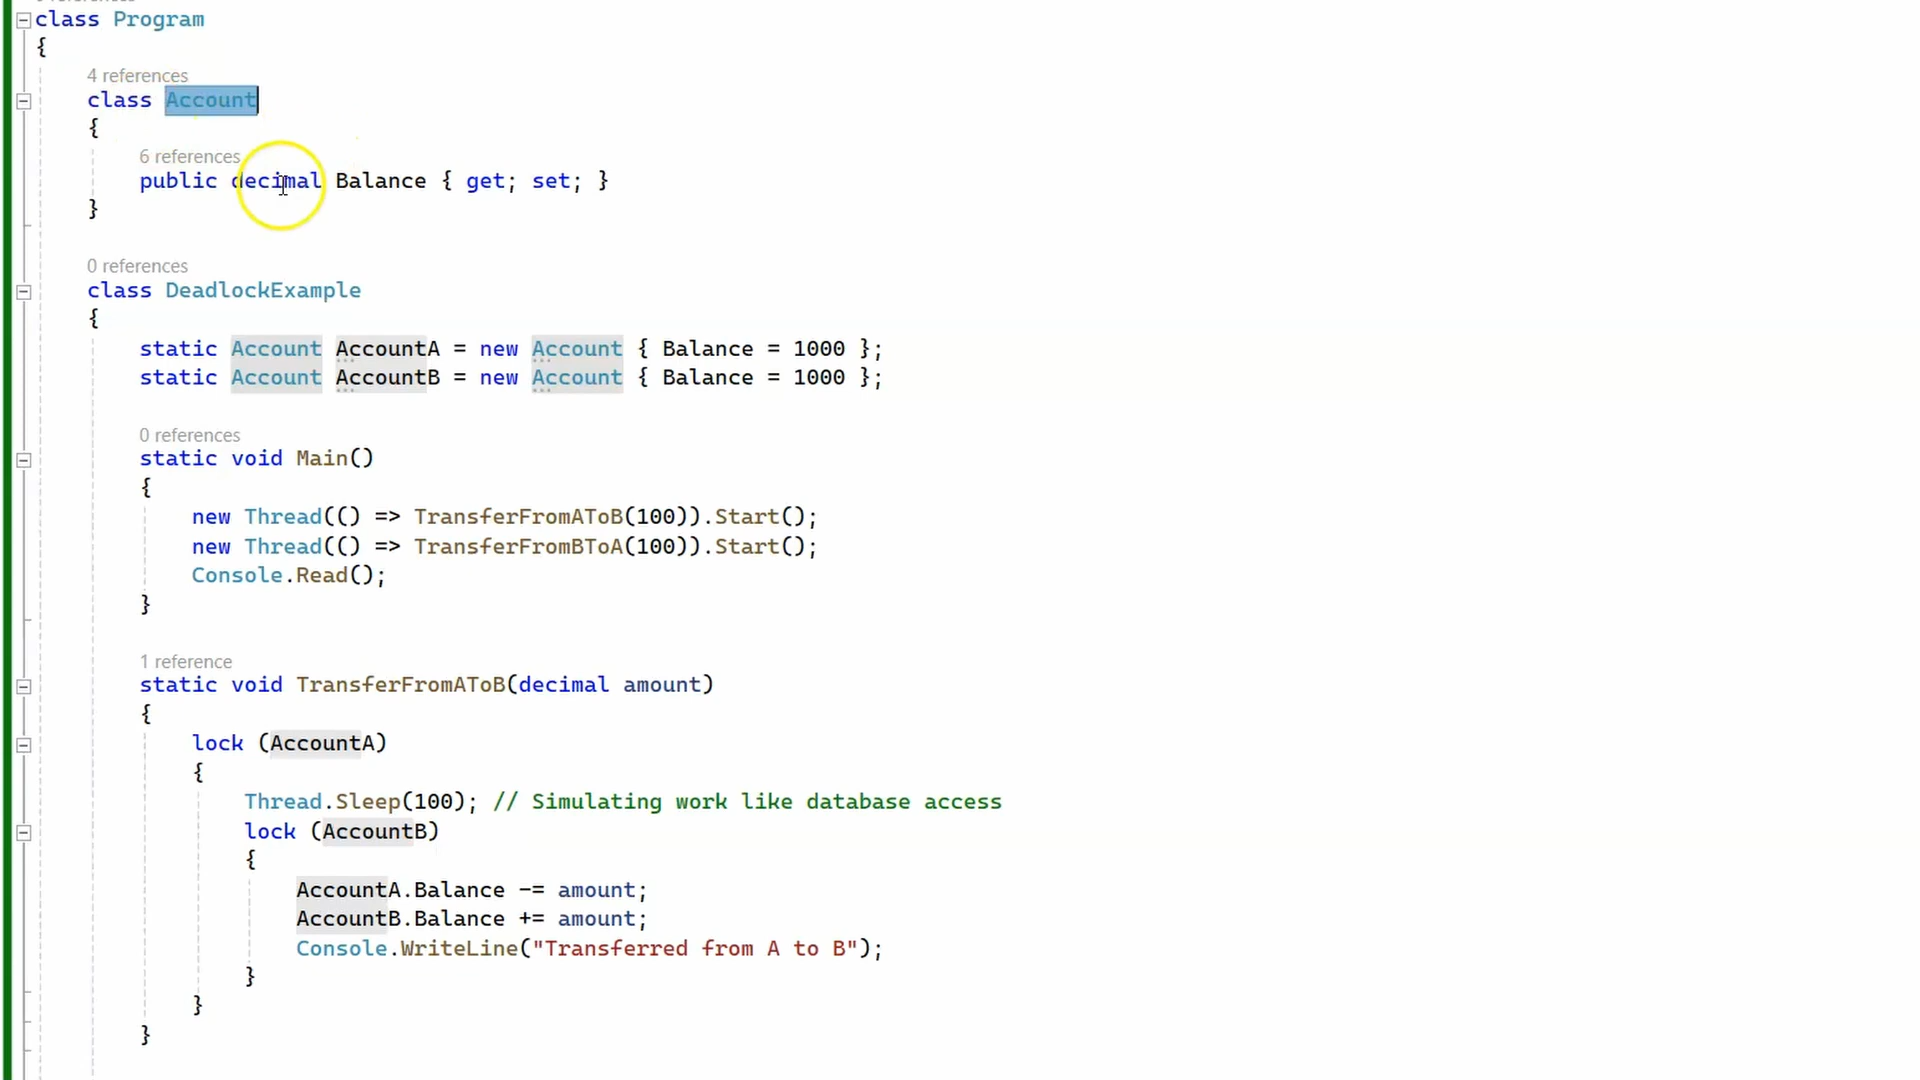 class Program
{
4 references
class Account
{
6 references
public decimal Balance { get; set; }
}
0 references
class DeadlockExample
{
static Account AccountA = new Account { Balance = 1000 };
static Account AccountB = new Account { Balance = 1000 };
0 references
static void Main()
{
new Thread(() => TransferFromAToB(100)).Start();
new Thread(() => TransferFromBToA(100)).Start();
Console.Read();
}
1 reference
static void TransferFromAToB(decimal amount)
{
lock (AccountA)
{
Thread.Sleep(100); // Simulating work like database access
lock (AccountB)
{
AccountA.Balance -= amount;
AccountB.Balance += amount;
Console.WriteLine("Transferred from A to B");
}
}
}